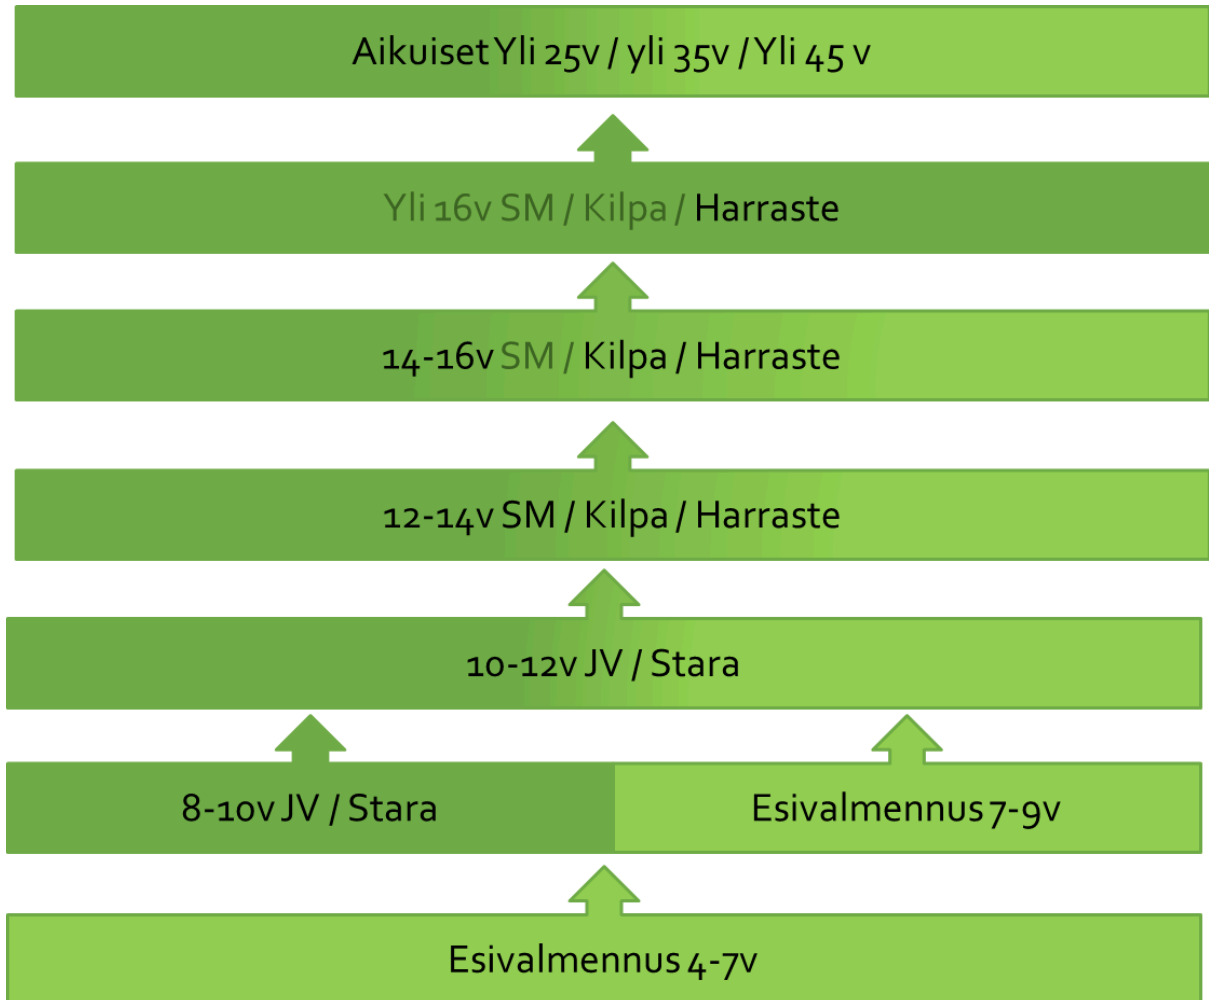 Aikuiset Yli 25v / yli 35v / Yli 45 v
Yli 16v SM / Kilpa / Harraste
14-16v SM / Kilpa / Harraste
12-14v SM / Kilpa / Harraste
10-12v JV / Stara
8-10v JV / Stara
Esivalmennus 7-9v
Esivalmennus 4-7v